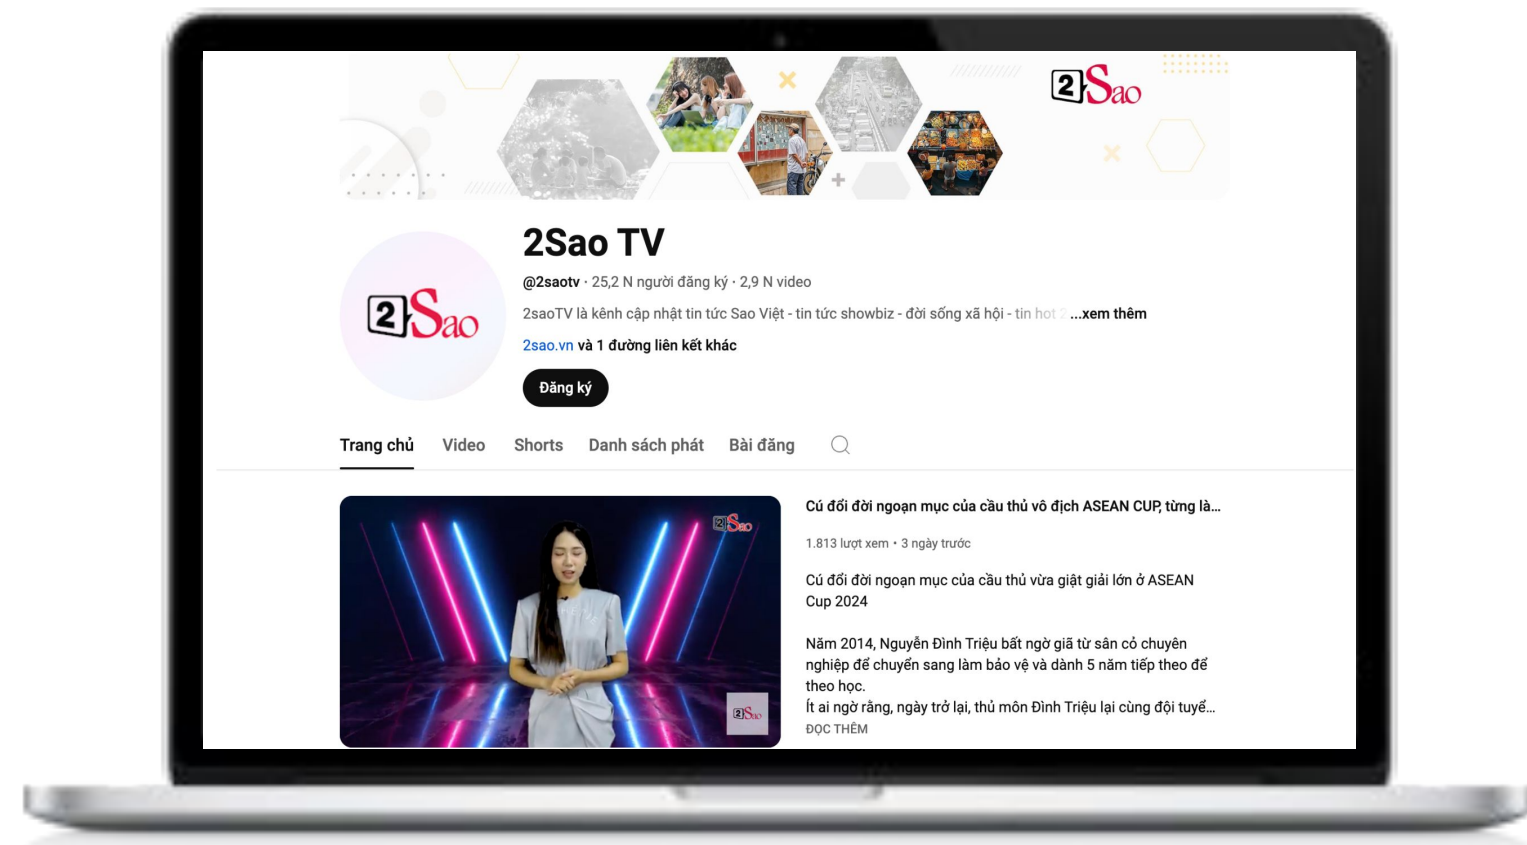 2Sao
2Sao TV
@2saotv · 25,2 N người đăng ký · 2,9 N video
2Sao
2saoTV là kênh cập nhật tin tức Sao Việt - tin tức showbiz - đời sống xã hội - tin hot 2 ...xem thêm
2sao.vn và 1 đường liên kết khác
Đăng ký
Trang chủ Video Shorts Danh sách phát Bài đăng
2Sao
Cú đổi đời ngoạn mục của cầu thủ vô địch ASEAN CUP, từng là...
1.813 lượt xem • 3 ngày trước
Cú đổi đời ngoạn mục của cầu thủ vừa giật giải lớn ở ASEAN
Cup 2024
Năm 2014, Nguyễn Đình Triệu bất ngờ giã từ sân cỏ chuyên
nghiệp để chuyển sang làm bảo vệ và dành 5 năm tiếp theo để
theo học.
Ít ai ngờ rằng, ngày trở lại, thủ môn Đình Triệu lại cùng đội tuyể...
ĐỌC THÊM
2Sao